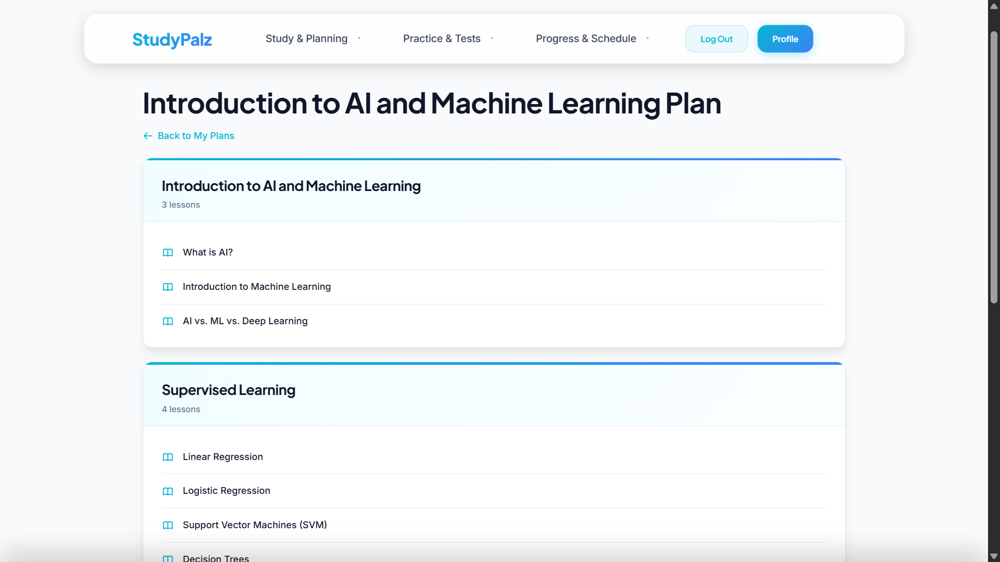 StudyPalz
Study & Planning
Practice & Tests
Progress & Schedule
Log Out
Profile
Introduction to AI and Machine Learning Plan
← Back to My Plans
Introduction to AI and Machine Learning
3 lessons
What is AI?
Introduction to Machine Learning
AI vs. ML vs. Deep Learning
Supervised Learning
4 lessons
Linear Regression
Logistic Regression
Support Vector Machines (SVM)
Decision Trees